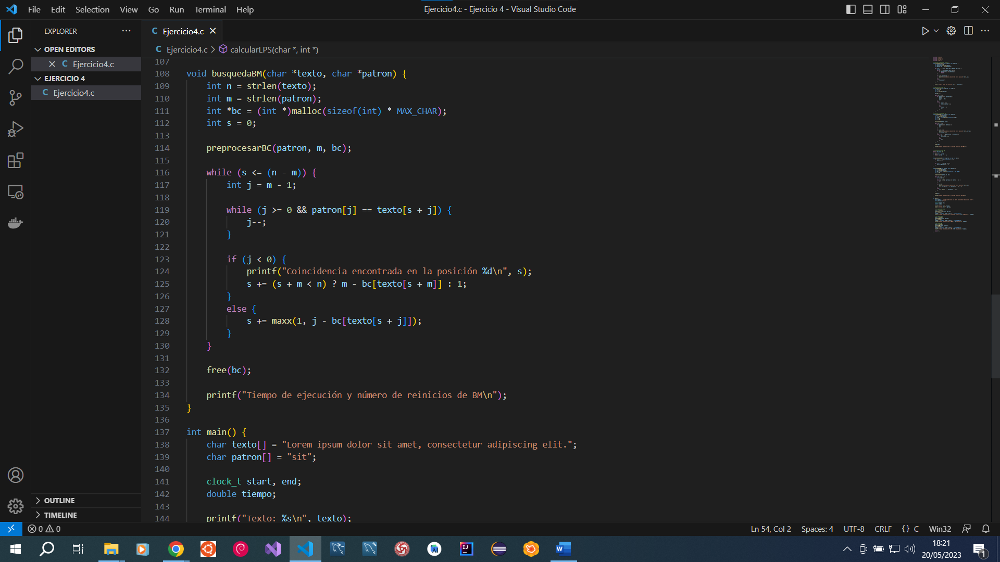 File Edit Selection View Go Run Terminal Help
Ejercicio4.c - Ejercicio 4 - Visual Studio Code
EXPLORER
OPEN EDITORS
C Ejercicio4.c
EJERCICIO 4
C Ejercicio4.c
OUTLINE
TIMELINE
C Ejercicio4.c
C Ejercicio4.c > calcularLPS(char *, int *)
107
108 void busquedaBM(char *texto, char *patron) {
109 int n = strlen(texto);
110 int m = strlen(patron);
111 int *bc = (int *)malloc(sizeof(int) * MAX_CHAR);
112 int s = 0;
113
114 preprocesarBC(patron, m, bc);
115
116 while (s <= (n - m)) {
117 int j = m - 1;
118
119 while (j >= 0 && patron[j] == texto[s + j]) {
120 j--;
121 }
122
123 if (j < 0) {
124 printf("Coincidencia encontrada en la posición %d\n", s);
125 s += (s + m < n) ? m - bc[texto[s + m]] : 1;
126 }
127 else {
128 s += maxx(1, j - bc[texto[s + j]]);
129 }
130 }
131
132 free(bc);
133
134 printf("Tiempo de ejecución y número de reinicios de BM\n");
135 }
136
137 int main() {
138 char texto[] = "Lorem ipsum dolor sit amet, consectetur adipiscing elit.";
139 char patron[] = "sit";
140
141 clock_t start, end;
142 double tiempo;
143
144 printf("Texto: %s\n", texto);
0 0
Ln 54, Col 2 Spaces: 4 UTF-8 CRLF {} C Win32
18:21
20/05/2023
1